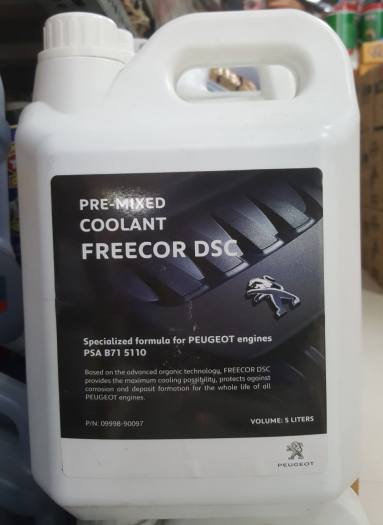 PRE-MIXED
COOLANT
FREECOR DSC
Specialized formula for PEUGEOT engines
PSA B71 5110
Based on the advanced organic technology, FREECOR DSC
provides the maximum cooling possibility, protects against
corrosion and deposit formation for the whole life of all
PEUGEOT engines.
P/N: 09998-90097
VOLUME: 5 LITERS
PEUGEOT